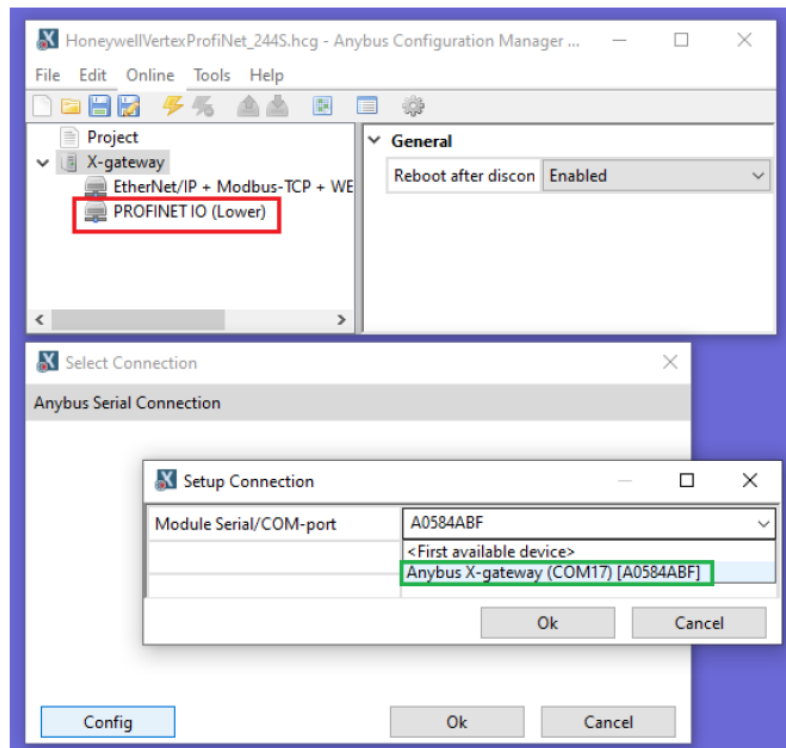 HoneywellVertexProfiNet_244S.hcg - Anybus Configuration Manager ...
File Edit Online Tools Help
Project
X-gateway
EtherNet/IP + Modbus-TCP + WE
PROFINET IO (Lower)
General
Reboot after discon Enabled
Select Connection
Anybus Serial Connection
Setup Connection
Module Serial/COM-port A0584ABF
<First available device>
Anybus X-gateway (COM17) [A0584ABF]
Ok Cancel
Config Ok Cancel